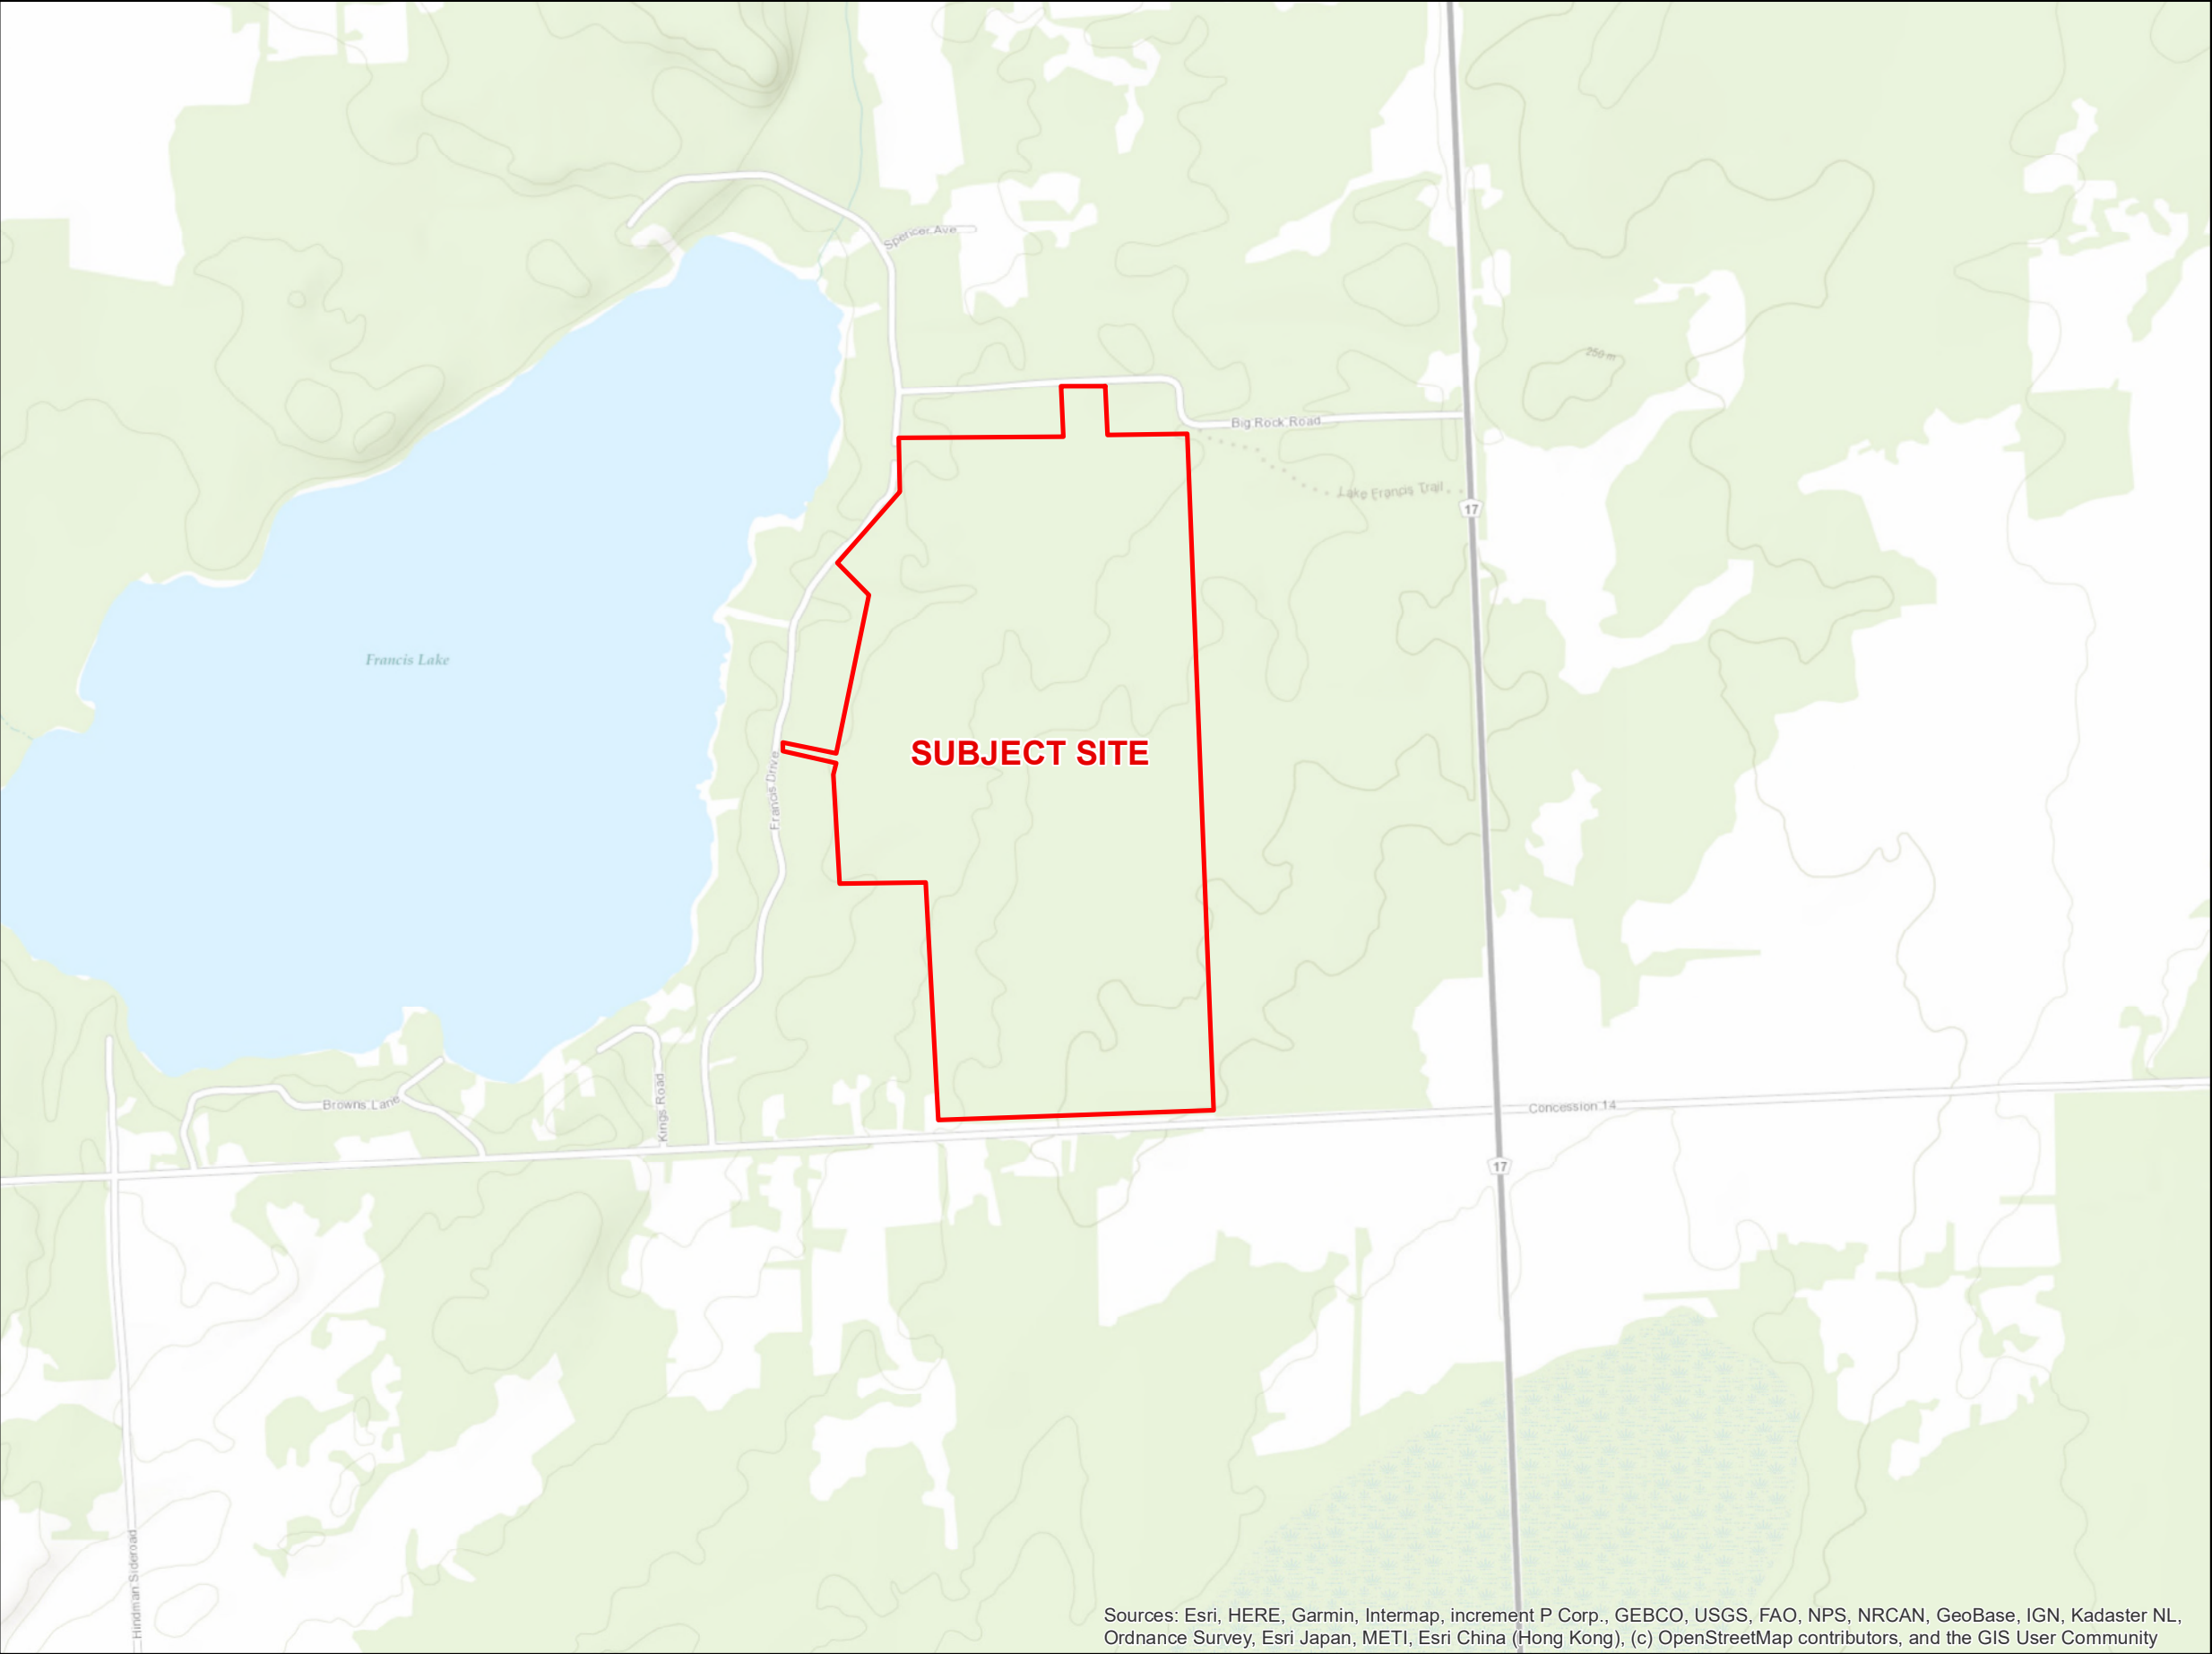 Spencer Ave
250 m
Big Rock Road
Lake Francis Trail
17
Francis Lake
SUBJECT SITE
Francis Drive
Kings Road
Browns Lane
Concession 14
17
Hindman Sideroad
Sources: Esri, HERE, Garmin, Intermap, increment P Corp., GEBCO, USGS, FAO, NPS, NRCAN, GeoBase, IGN, Kadaster NL,
Ordnance Survey, Esri Japan, METI, Esri China (Hong Kong), (c) OpenStreetMap contributors, and the GIS User Community